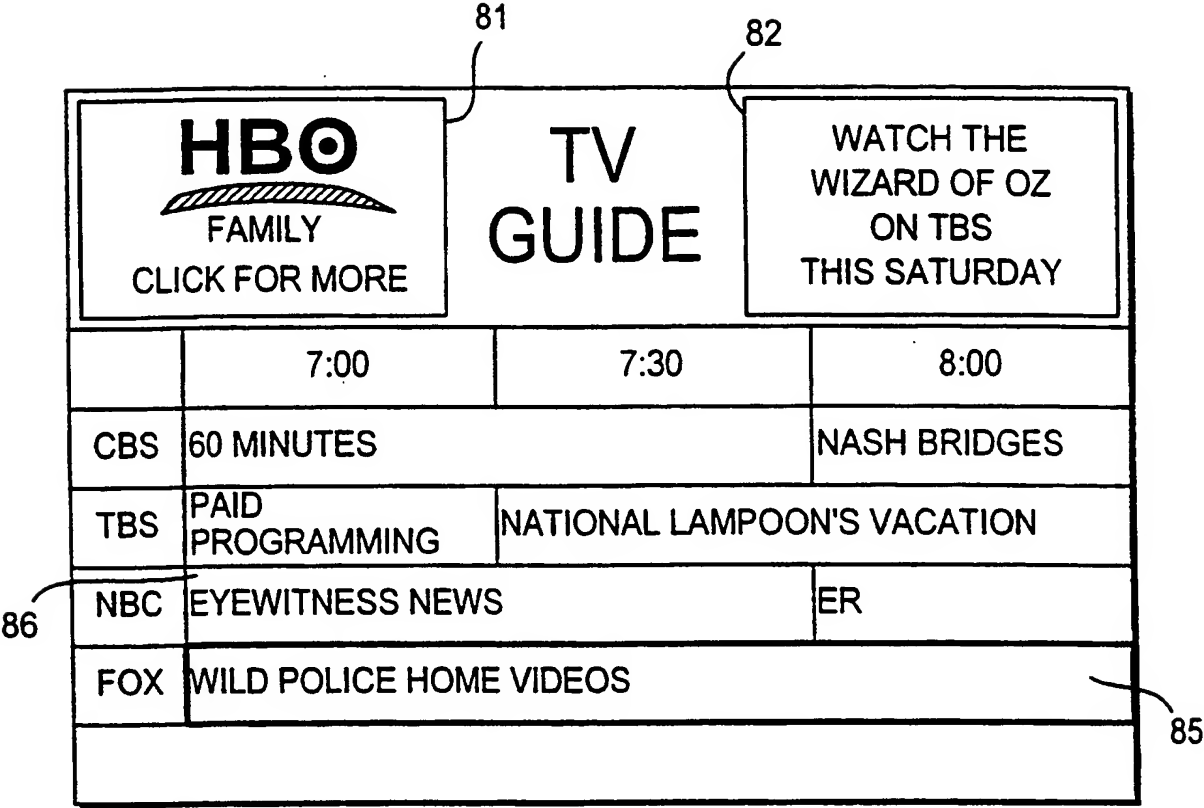 81
82
HBO
FAMILY
CLICK FOR MORE
TV
GUIDE
WATCH THE
WIZARD OF OZ
ON TBS
THIS SATURDAY
7:00 7:30 8:00
CBS 60 MINUTES NASH BRIDGES
TBS PAID
PROGRAMMING NATIONAL LAMPOON'S VACATION
86
NBC EYEWITNESS NEWS ER
FOX WILD POLICE HOME VIDEOS
85